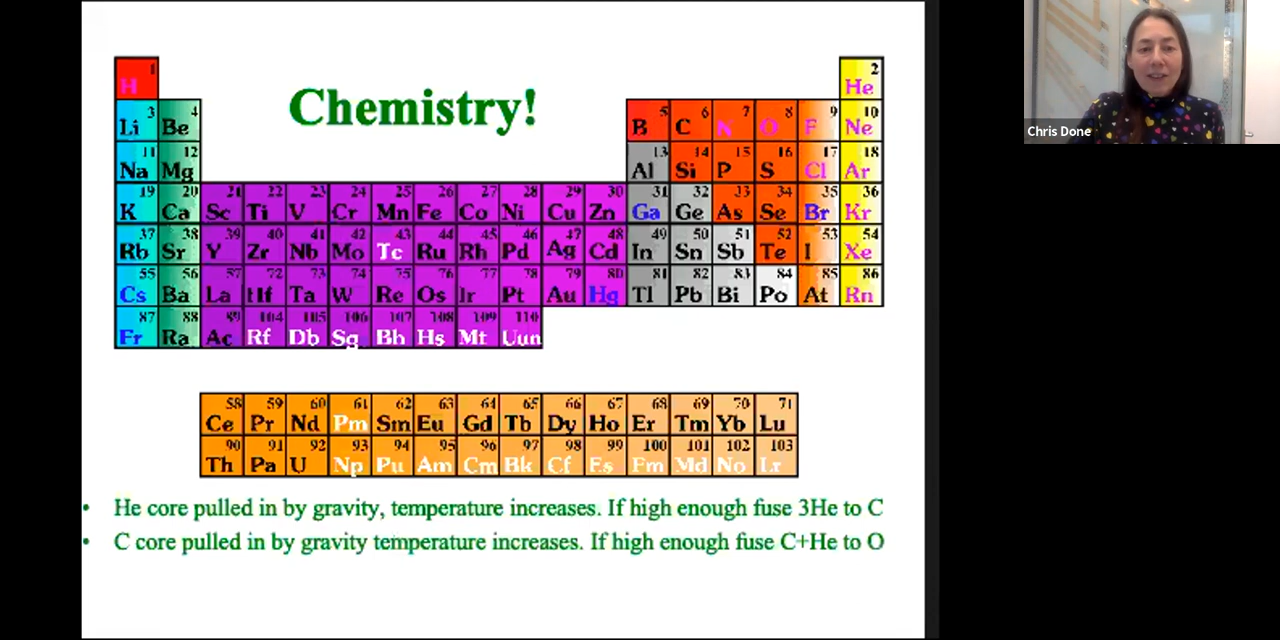 Chemistry!
1 2
H He
3 4 5 6 7 8 9 10
Li Be B C N O F Ne
11 12 13 14 15 16 17 18
Na Mg Al Si P S Cl Ar
19 20 21 22 23 24 25 26 27 28 29 30 31 32 33 34 35 36
K Ca Sc Ti V Cr Mn Fe Co Ni Cu Zn Ga Ge As Se Br Kr
37 38 39 40 41 42 43 44 45 46 47 48 49 50 51 52 53 54
Rb Sr Y Zr Nb Mo Tc Ru Rh Pd Ag Cd In Sn Sb Te I Xe
55 56 57 72 73 74 75 76 77 78 79 80 81 82 83 84 85 86
Cs Ba La Hf Ta W Re Os Ir Pt Au Hg Tl Pb Bi Po At Rn
87 88 89 104 105 106 107 108 109 110
Fr Ra Ac Rf Db Sg Bh Hs Mt Uun
58 59 60 61 62 63 64 65 66 67 68 69 70 71
Ce Pr Nd Pm Sm Eu Gd Tb Dy Ho Er Tm Yb Lu
90 91 92 93 94 95 96 97 98 99 100 101 102 103
Th Pa U Np Pu Am Cm Bk Cf Es Fm Md No Lr
• He core pulled in by gravity, temperature increases. If high enough fuse 3He to C
• C core pulled in by gravity temperature increases. If high enough fuse C+He to O
Chris Done